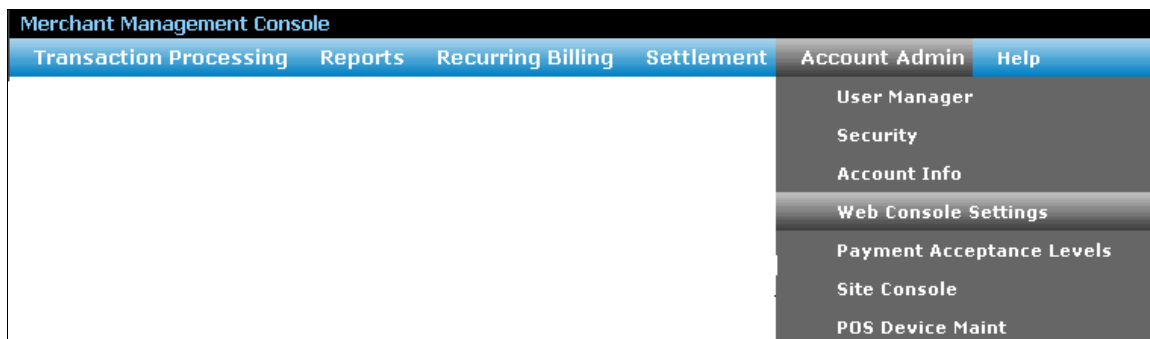 Merchant Management Console
Transaction Processing Reports Recurring Billing Settlement Account Admin Help
User Manager
Security
Account Info
Web Console Settings
Payment Acceptance Levels
Site Console
POS Device Maint